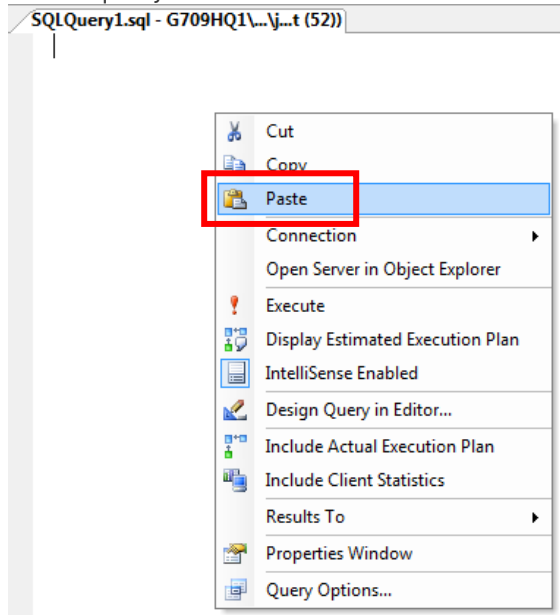 SQLQuery1.sql - G709HQ1\...\j...t (52))
Cut
Copy
Paste
Connection
Open Server in Object Explorer
Execute
Display Estimated Execution Plan
IntelliSense Enabled
Design Query in Editor...
Include Actual Execution Plan
Include Client Statistics
Results To
Properties Window
Query Options...